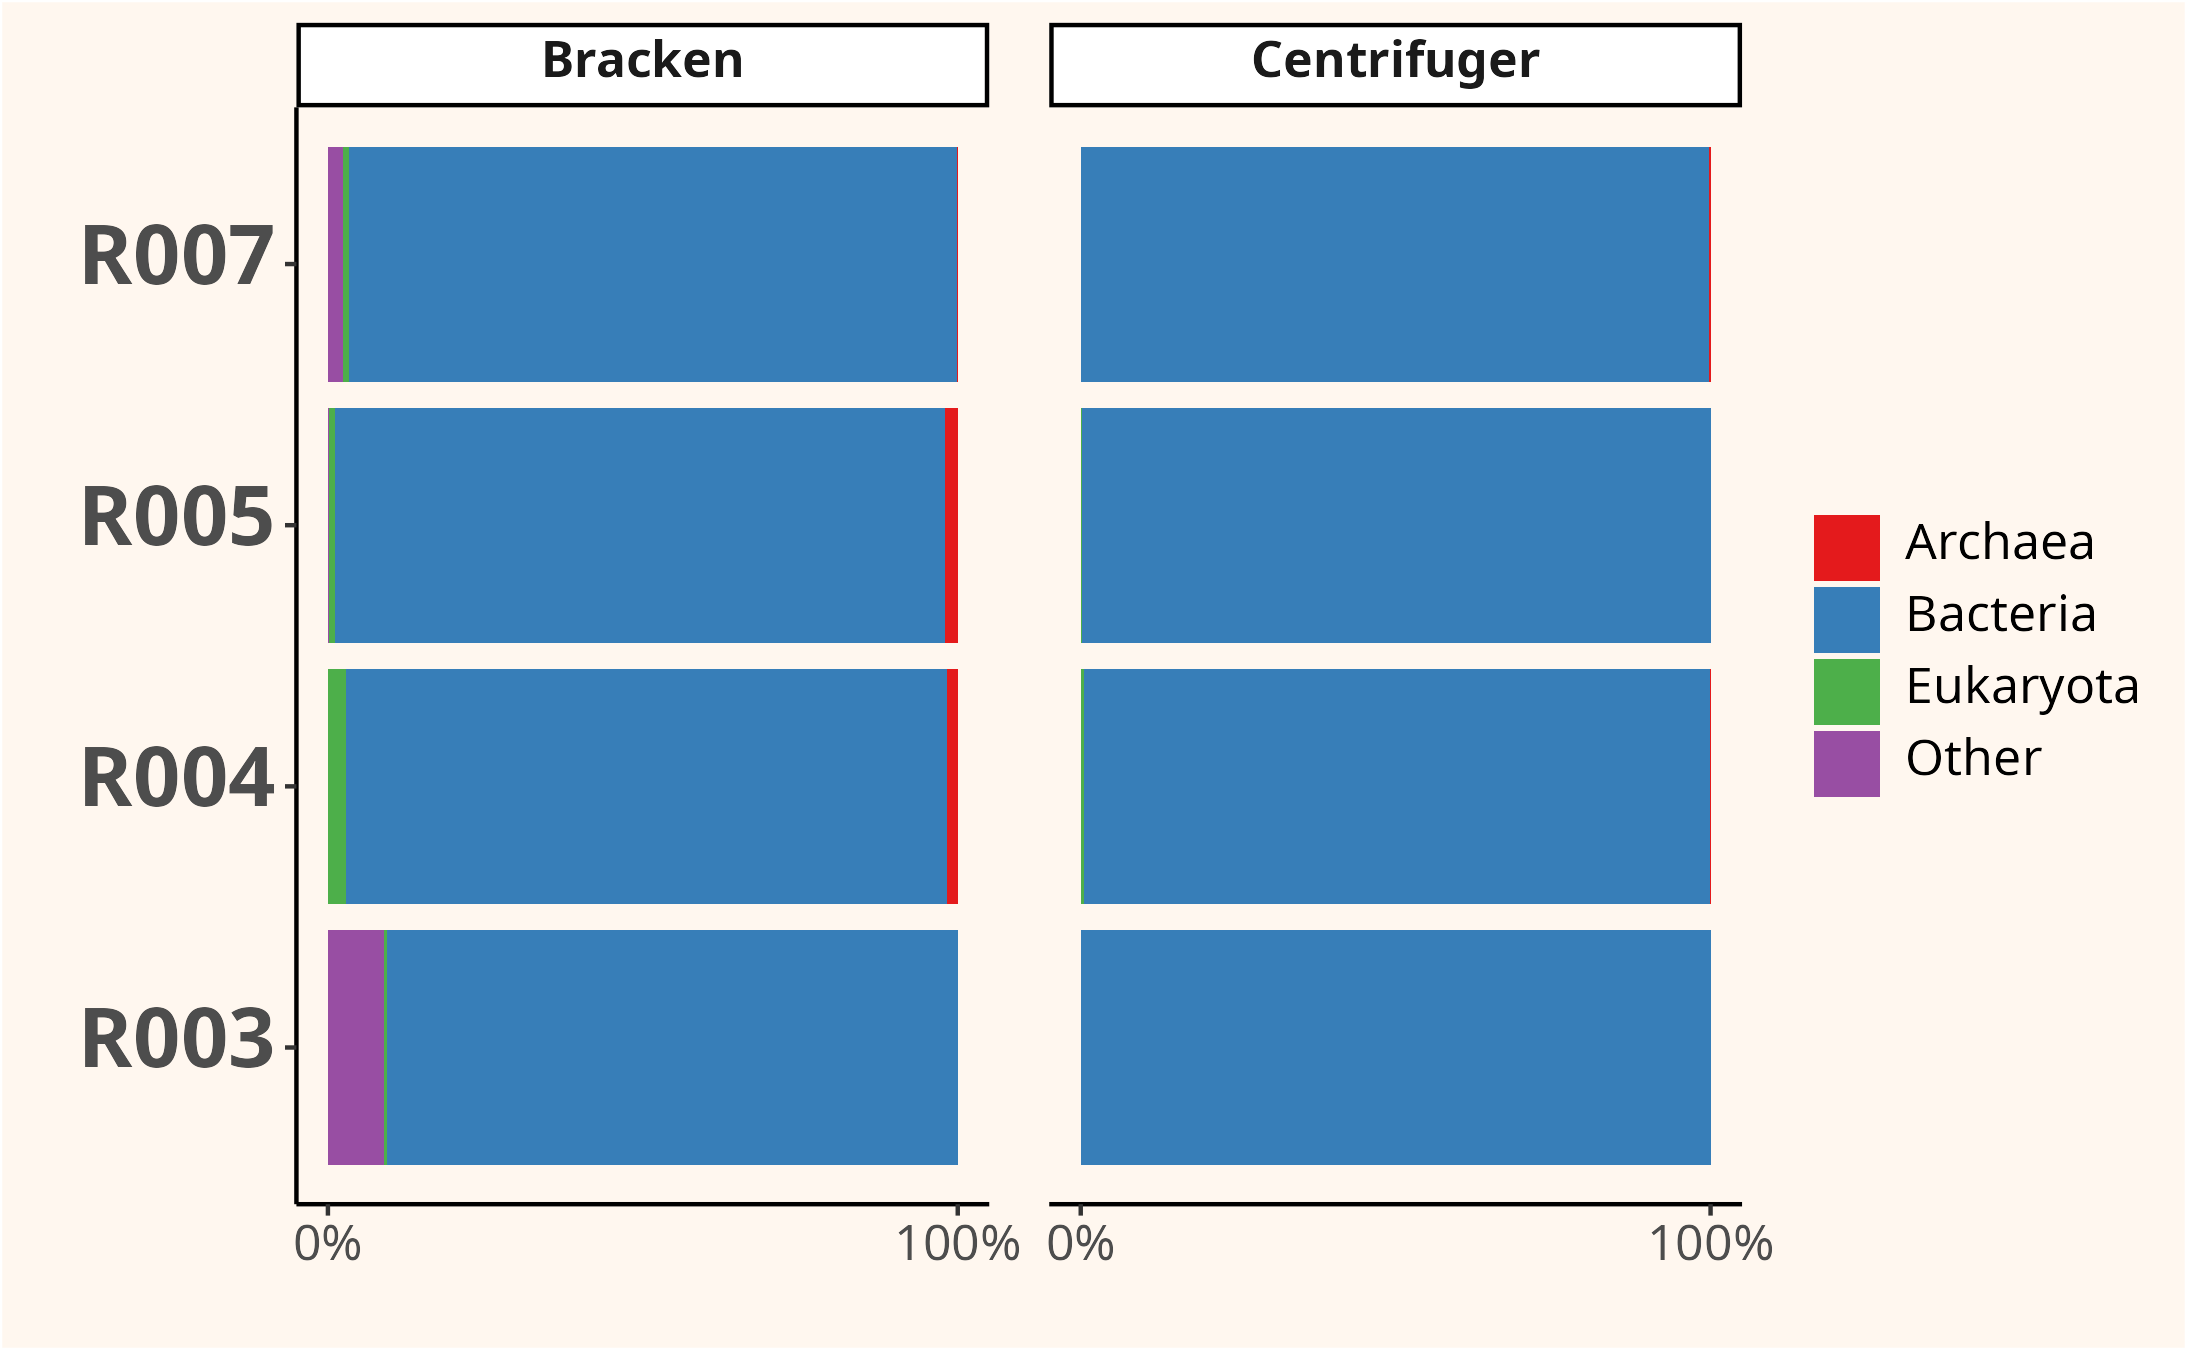 Bracken
Centrifuger
R007
R005
R004
R003
0%
100%
0%
100%
Archaea
Bacteria
Eukaryota
Other